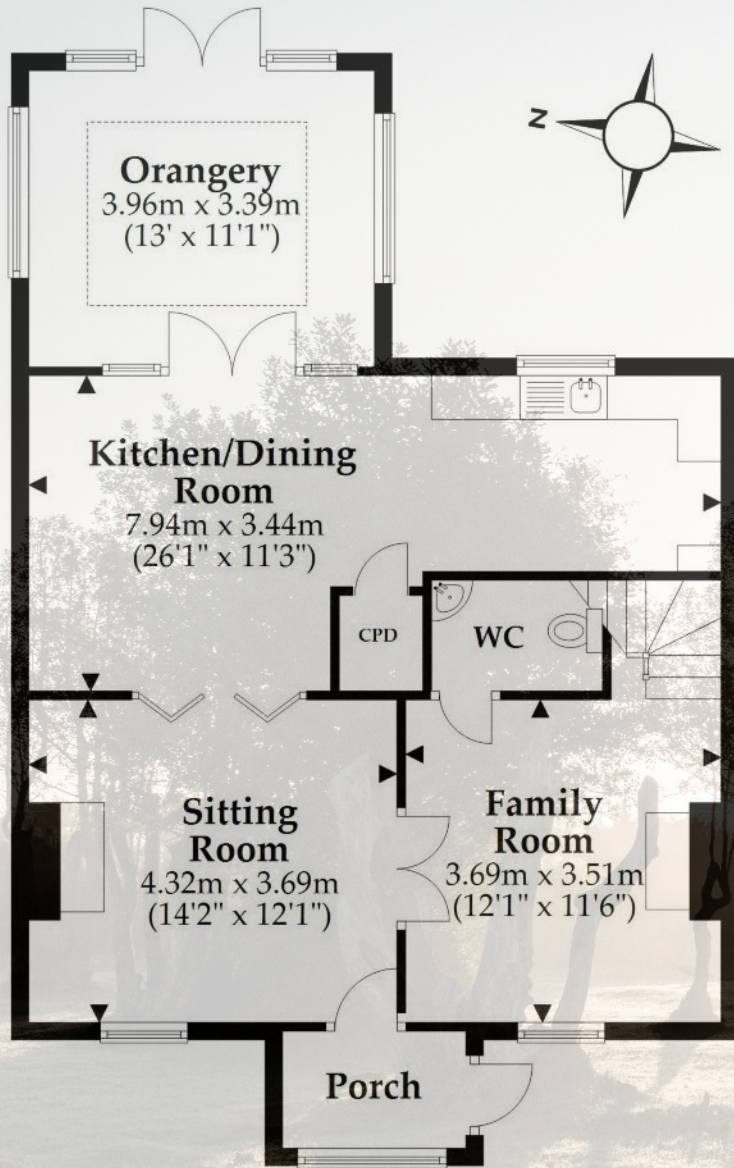 Orangery
3.96m x 3.39m
(13' x 11'1")
N
Kitchen/Dining
Room
7.94m x 3.44m
(26'1" x 11'3")
CPD
WC
Sitting
Room
4.32m x 3.69m
(14'2" x 12'1")
Family
Room
3.69m x 3.51m
(12'1" x 11'6")
Porch